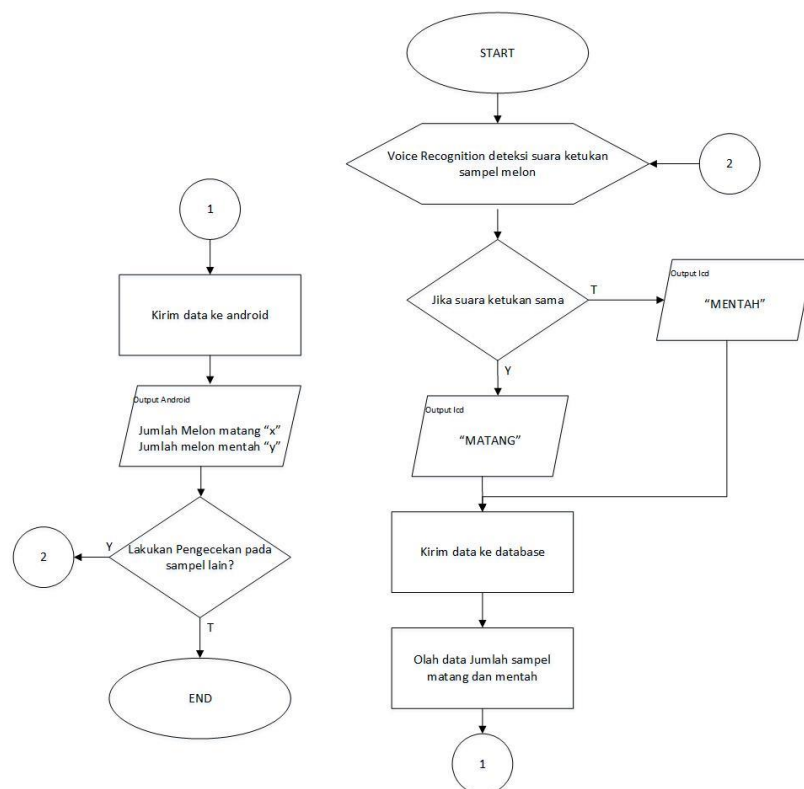 START
Voice Recognition deteksi suara ketukan
sampel melon
2
Jika suara ketukan sama
T
Output lcd
“MENTAH”
Y
Output lcd
“MATANG”
Kirim data ke database
Olah data Jumlah sampel
matang dan mentah
1
1
Kirim data ke android
Output Android
Jumlah Melon matang “x”
Jumlah melon mentah “y”
Lakukan Pengecekan pada
sampel lain?
Y
2
T
END